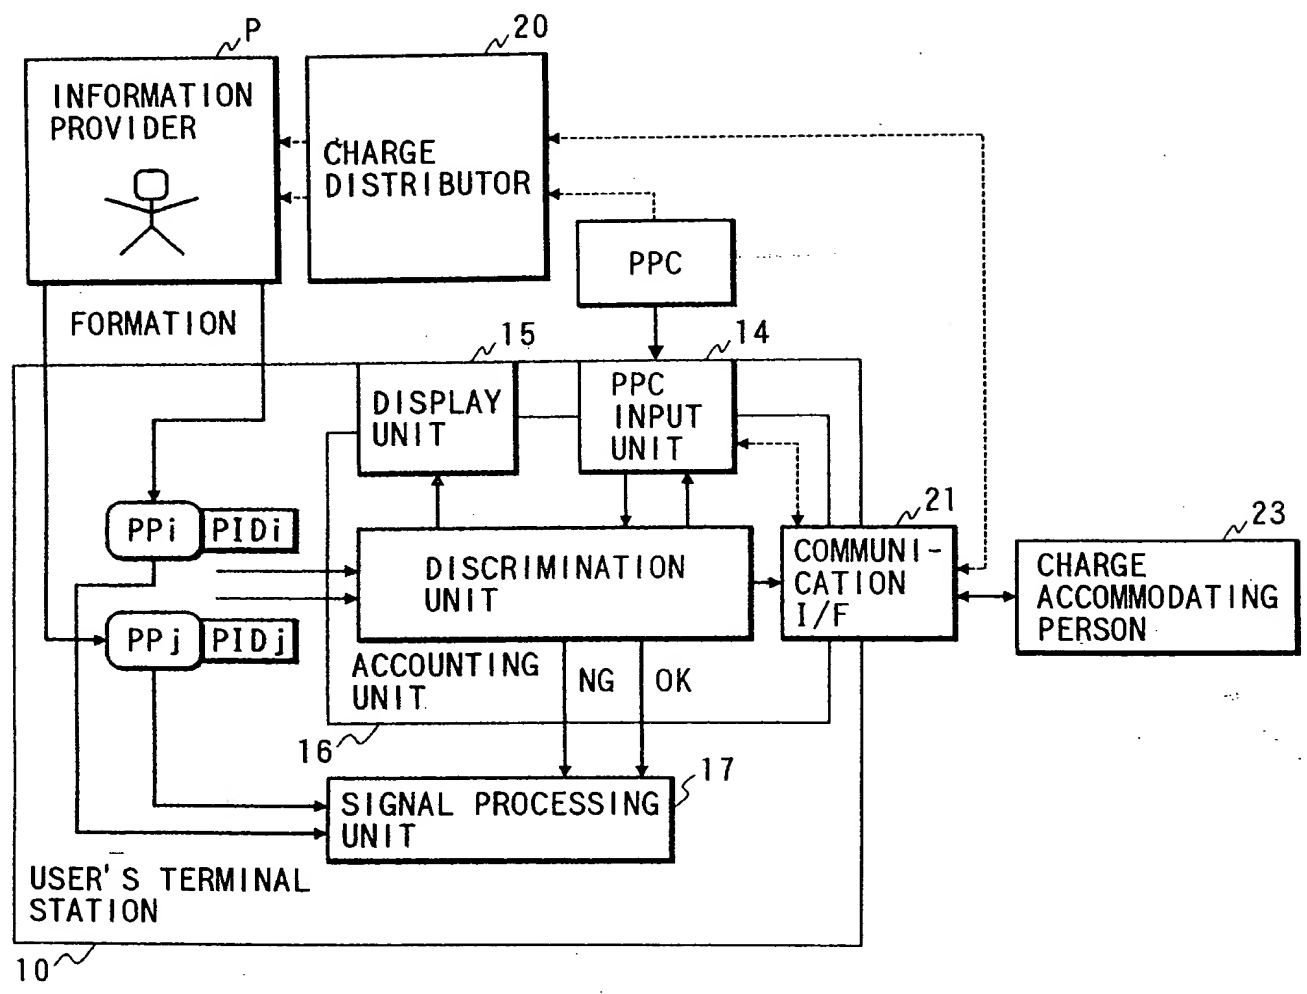 P
20
INFORMATION
PROVIDER
CHARGE
DISTRIBUTOR
PPC
FORMATION
15
14
DISPLAY
UNIT
PPC
INPUT
UNIT
PPi
PIDi
21
23
DISCRIMINATION
UNIT
COMMUNI-
CATION
I/F
CHARGE
ACCOMMODATING
PERSON
PPj
PIDj
ACCOUNTING
UNIT
NG
OK
16
17
SIGNAL PROCESSING
UNIT
USER'S TERMINAL
STATION
10